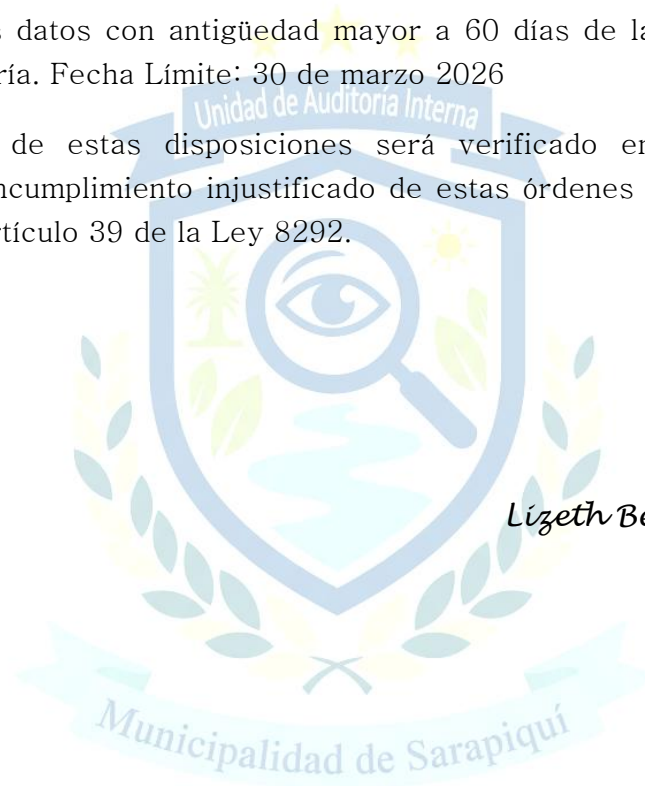 s datos con antigüedad mayor a 60 días de la
ría. Fecha Límite: 30 de marzo 2026
Unidad de Auditoría Interna
de estas disposiciones será verificado en
ncumplimiento injustificado de estas órdenes
rtículo 39 de la Ley 8292.
Lizeth Be
Municipalidad de Sarapiquí